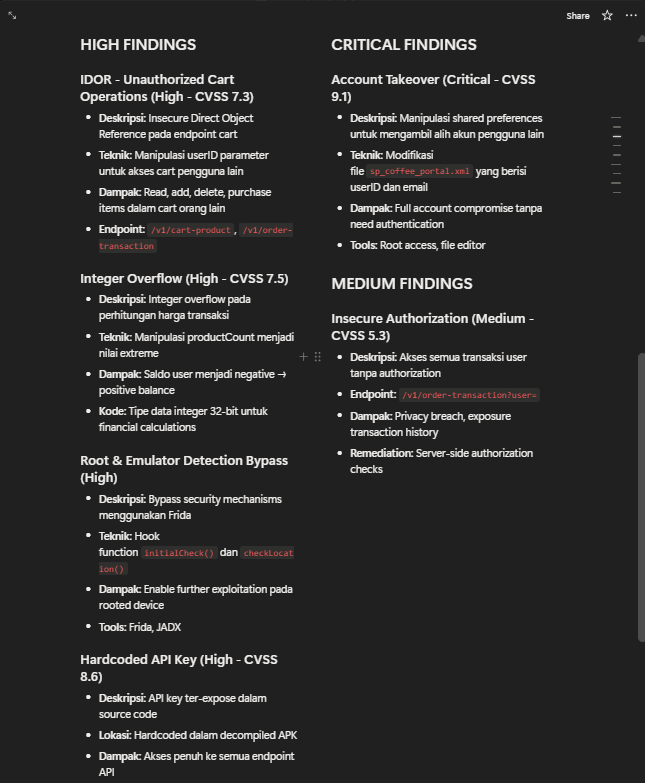 Share
HIGH FINDINGS
IDOR - Unauthorized Cart
Operations (High - CVSS 7.3)
• Deskripsi: Insecure Direct Object
Reference pada endpoint cart
• Teknik: Manipulasi userID parameter
untuk akses cart pengguna lain
• Dampak: Read, add, delete, purchase
items dalam cart orang lain
• Endpoint: /v1/cart-product , /v1/order-
transaction
Integer Overflow (High - CVSS 7.5)
• Deskripsi: Integer overflow pada
perhitungan harga transaksi
• Teknik: Manipulasi productCount menjadi
nilai extreme
• Dampak: Saldo user menjadi negative →
positive balance
• Kode: Tipe data integer 32-bit untuk
financial calculations
Root & Emulator Detection Bypass
(High)
• Deskripsi: Bypass security mechanisms
menggunakan Frida
• Teknik: Hook
function initialCheck() dan checkLocat
ion()
• Dampak: Enable further exploitation pada
rooted device
• Tools: Frida, JADX
Hardcoded API Key (High - CVSS
8.6)
• Deskripsi: API key ter-expose dalam
source code
• Lokasi: Hardcoded dalam decompiled APK
• Dampak: Akses penuh ke semua endpoint
API
CRITICAL FINDINGS
Account Takeover (Critical - CVSS
9.1)
• Deskripsi: Manipulasi shared preferences
untuk mengambil alih akun pengguna lain
• Teknik: Modifikasi
file sp_coffee_portal.xml yang berisi
userID dan email
• Dampak: Full account compromise tanpa
need authentication
• Tools: Root access, file editor
MEDIUM FINDINGS
Insecure Authorization (Medium -
CVSS 5.3)
• Deskripsi: Akses semua transaksi user
tanpa authorization
• Endpoint: /v1/order-transaction?user=
• Dampak: Privacy breach, exposure
transaction history
• Remediation: Server-side authorization
checks